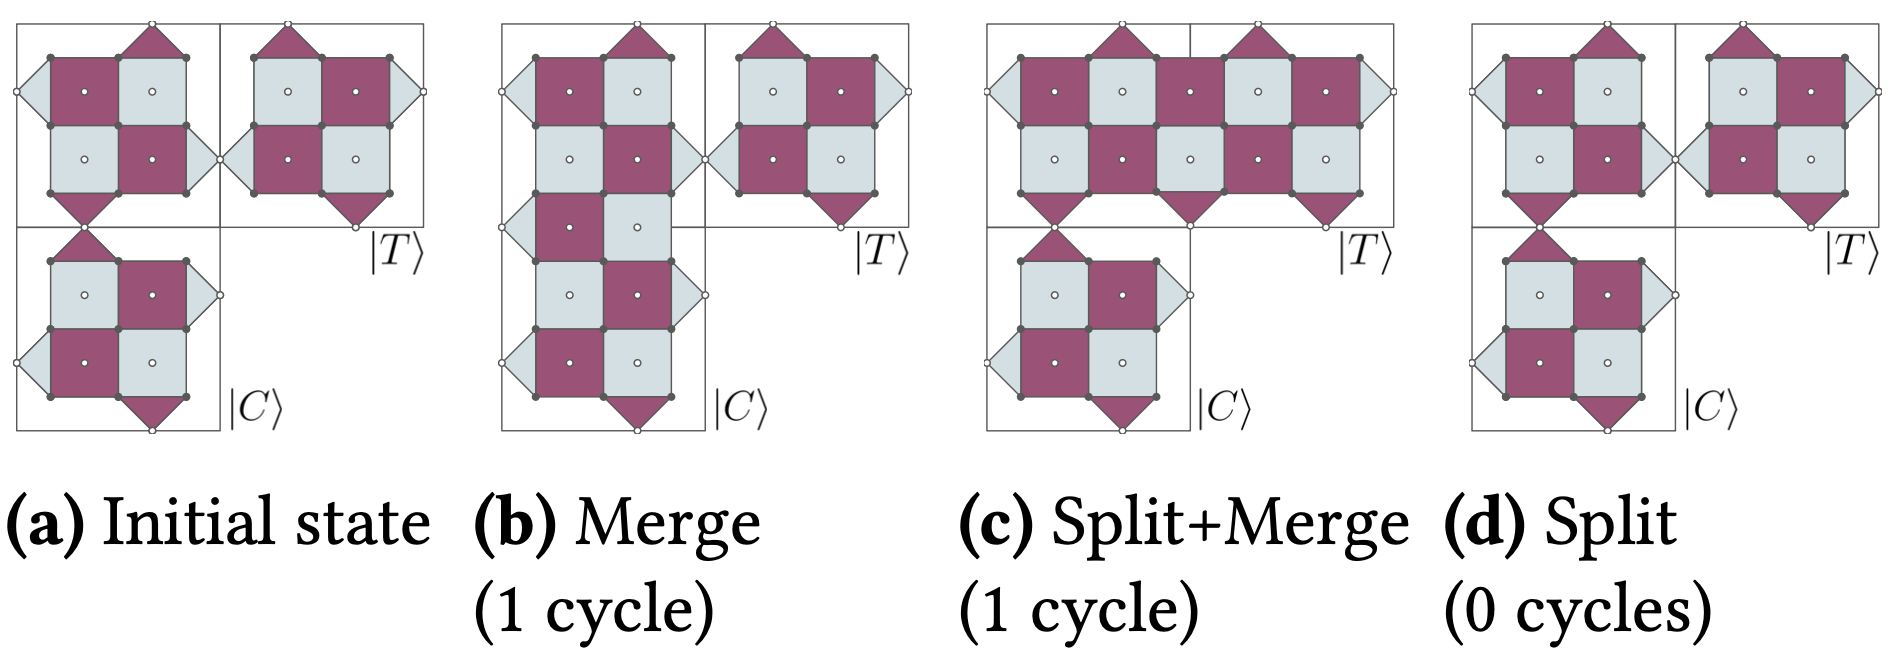 |T⟩ |T⟩ |T⟩ |T⟩
|C⟩ |C⟩ |C⟩ |C⟩
(a) Initial state
(b) Merge
(1 cycle)
(c) Split+Merge
(1 cycle)
(d) Split
(0 cycles)